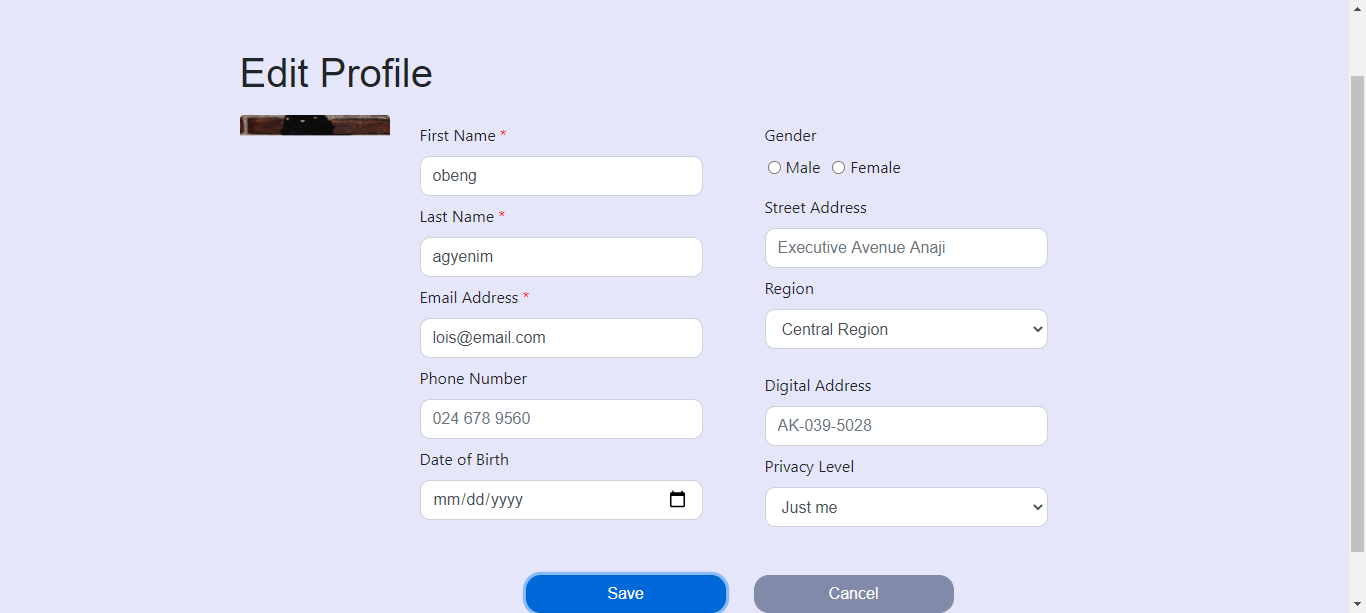 Edit Profile
First Name *
obeng
Last Name *
agyenim
Email Address *
lois@email.com
Phone Number
024 678 9560
Date of Birth
mm/dd/yyyy
Gender
Male Female
Street Address
Executive Avenue Anaji
Region
Central Region
Digital Address
AK-039-5028
Privacy Level
Just me
Save Cancel